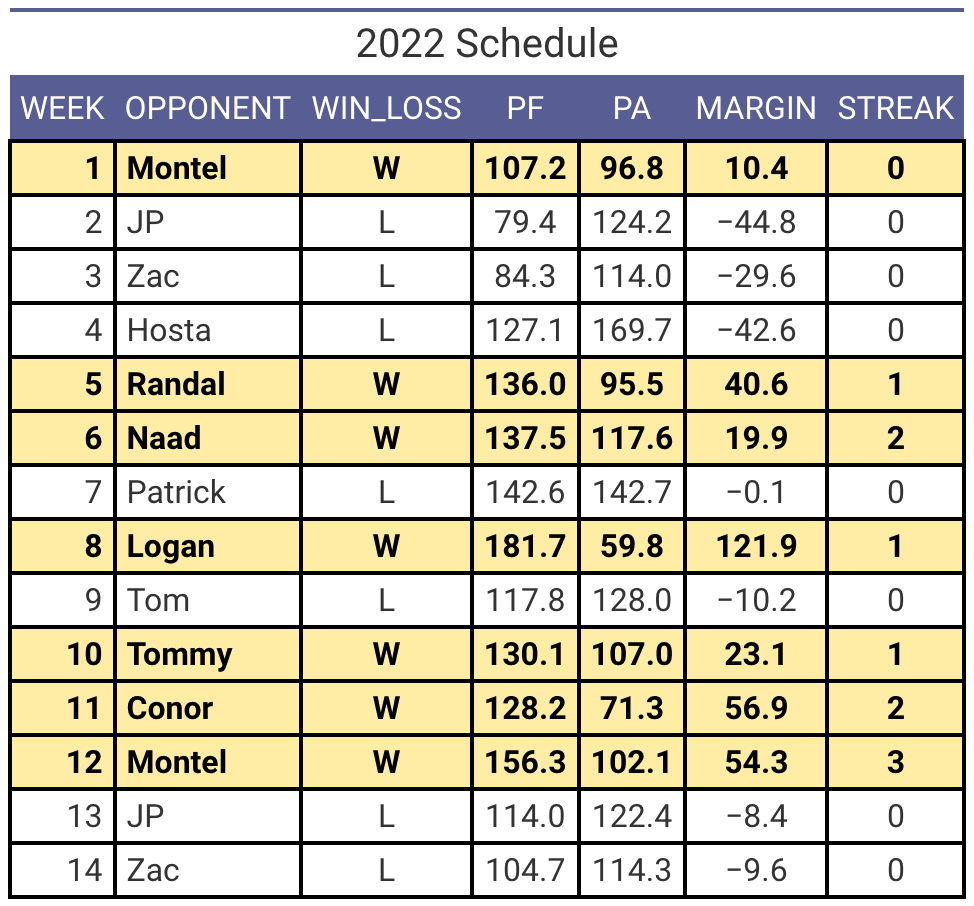 2022 Schedule
WEEK OPPONENT WIN_LOSS PF PA MARGIN STREAK
1 Montel W 107.2 96.8 10.4 0
2 JP L 79.4 124.2 −44.8 0
3 Zac L 84.3 114.0 −29.6 0
4 Hosta L 127.1 169.7 −42.6 0
5 Randal W 136.0 95.5 40.6 1
6 Naad W 137.5 117.6 19.9 2
7 Patrick L 142.6 142.7 −0.1 0
8 Logan W 181.7 59.8 121.9 1
9 Tom L 117.8 128.0 −10.2 0
10 Tommy W 130.1 107.0 23.1 1
11 Conor W 128.2 71.3 56.9 2
12 Montel W 156.3 102.1 54.3 3
13 JP L 114.0 122.4 −8.4 0
14 Zac L 104.7 114.3 −9.6 0